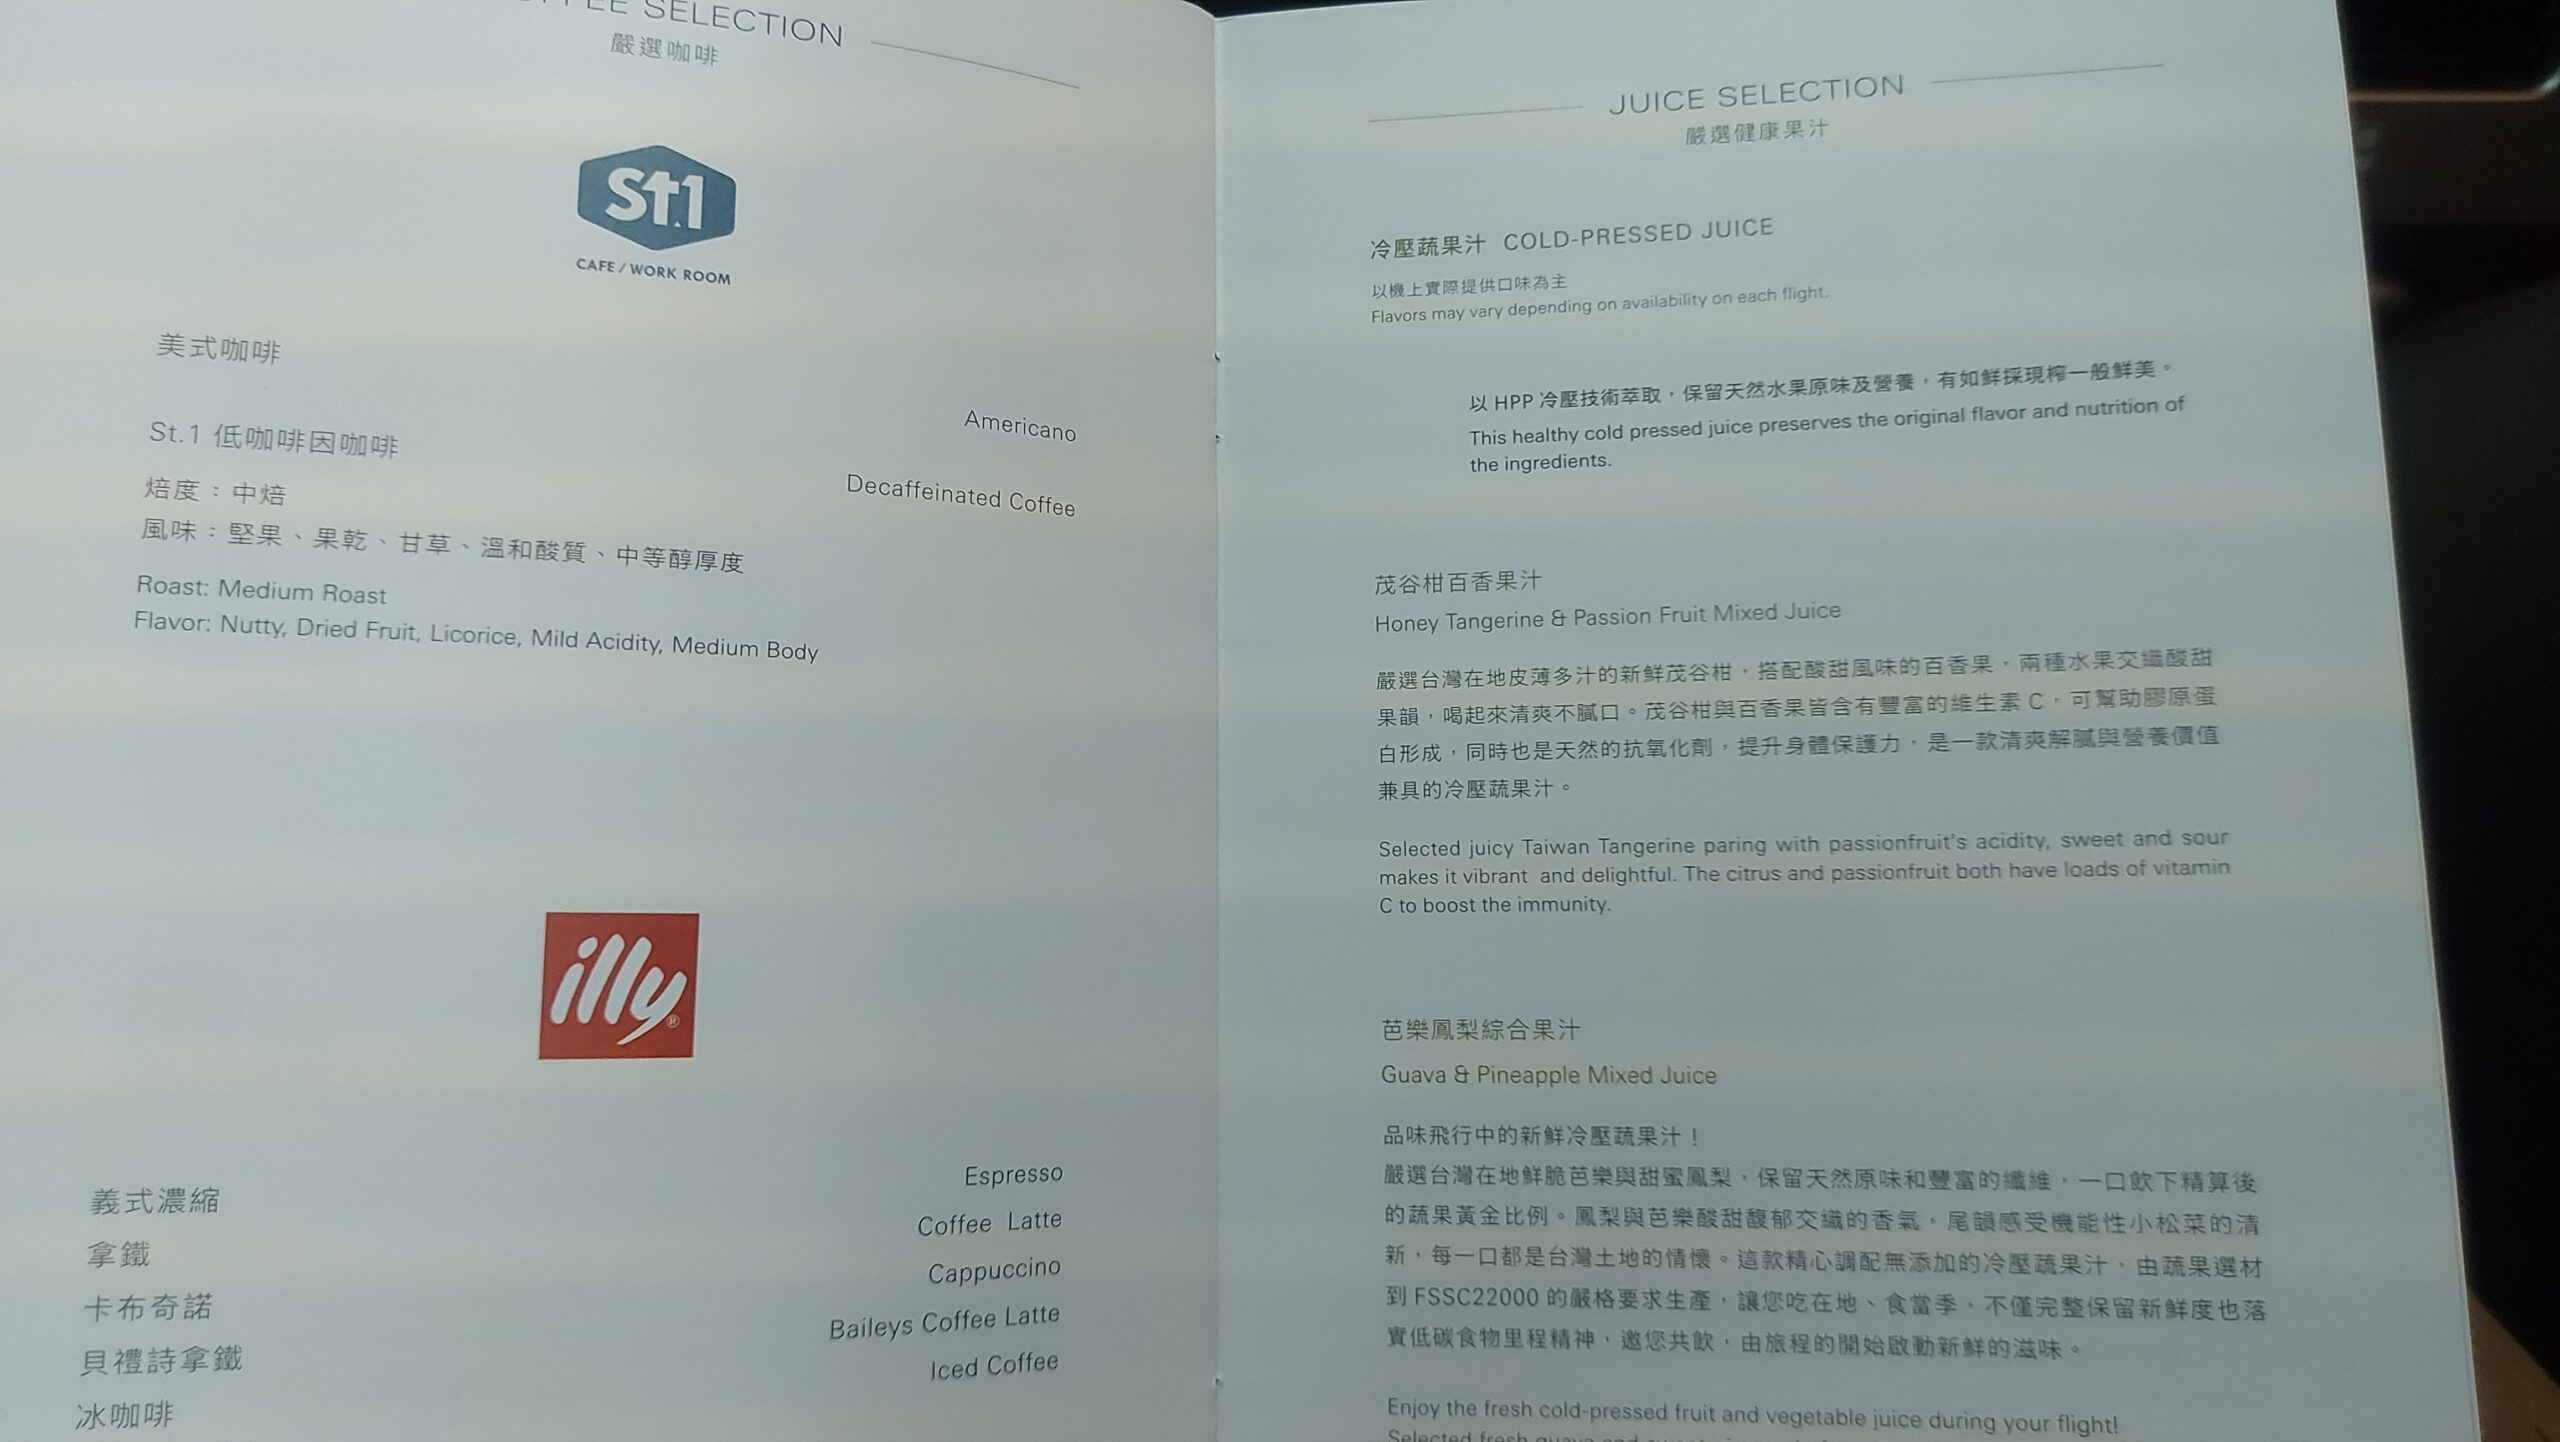 SELECTION
嚴選咖啡
St.1
CAFE / WORK ROOM
美式咖啡
Americano
St.1 低咖啡因咖啡
Decaffeinated Coffee
焙度：中焙
風味：堅果、果乾、甘草、溫和酸質、中等醇厚度
Roast: Medium Roast
Flavor: Nutty, Dried Fruit, Licorice, Mild Acidity, Medium Body
illy®
義式濃縮
Espresso
拿鐵
Coffee Latte
卡布奇諾
Cappuccino
貝禮詩拿鐵
Baileys Coffee Latte
冰咖啡
Iced Coffee
JUICE SELECTION
嚴選健康果汁
冷壓蔬果汁 COLD-PRESSED JUICE
以機上實際提供口味為主
Flavors may vary depending on availability on each flight.
以 HPP 冷壓技術萃取，保留天然水果原味及營養，有如鮮採現榨一般鮮美。
This healthy cold pressed juice preserves the original flavor and nutrition of
the ingredients.
茂谷柑百香果汁
Honey Tangerine & Passion Fruit Mixed Juice
嚴選台灣在地皮薄多汁的新鮮茂谷柑，搭配酸甜風味的百香果，兩種水果交織酸甜
果韻，喝起來清爽不膩口。茂谷柑與百香果皆含有豐富的維生素 C，可幫助膠原蛋
白形成，同時也是天然的抗氧化劑，提升身體保護力，是一款清爽解膩與營養價值
兼具的冷壓蔬果汁。
Selected juicy Taiwan Tangerine paring with passionfruit's acidity, sweet and sour
makes it vibrant and delightful. The citrus and passionfruit both have loads of vitamin
C to boost the immunity.
芭樂鳳梨綜合果汁
Guava & Pineapple Mixed Juice
品味飛行中的新鮮冷壓蔬果汁！
嚴選台灣在地鮮脆芭樂與甜蜜鳳梨，保留天然原味和豐富的纖維，一口飲下精算後
的蔬果黃金比例。鳳梨與芭樂酸甜馥郁交織的香氣，尾韻感受機能性小松菜的清
新，每一口都是台灣土地的情懷。這款精心調配無添加的冷壓蔬果汁，由蔬果選材
到 FSSC22000 的嚴格要求生產，讓您吃在地、食當季，不僅完整保留新鮮度也落
實低碳食物里程精神，邀您共飲，由旅程的開始啟動新鮮的滋味。
Enjoy the fresh cold-pressed fruit and vegetable juice during your flight!
Selected fresh guava and